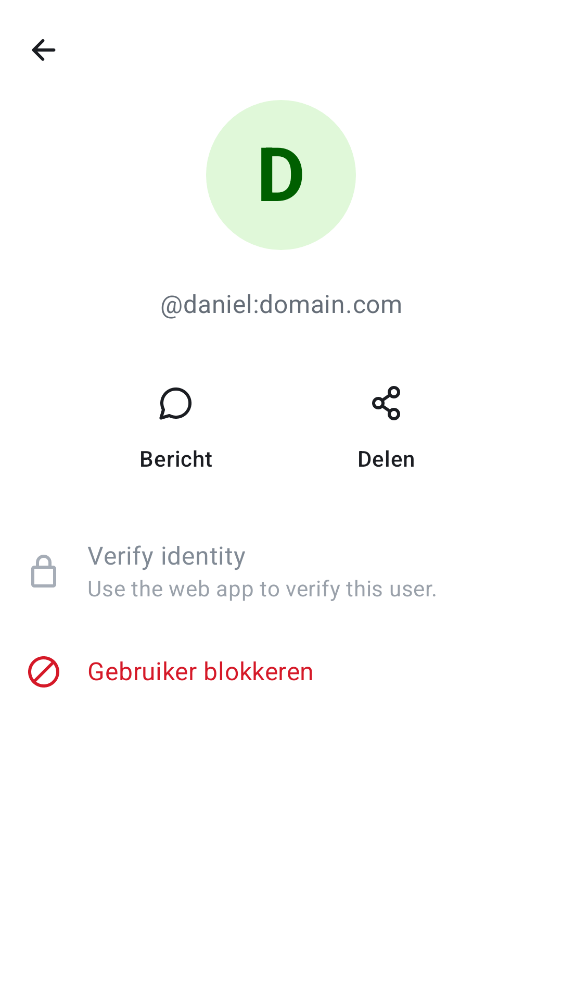 D
@daniel:domain.com
Bericht
Delen
Verify identity
Use the web app to verify this user.
Gebruiker blokkeren